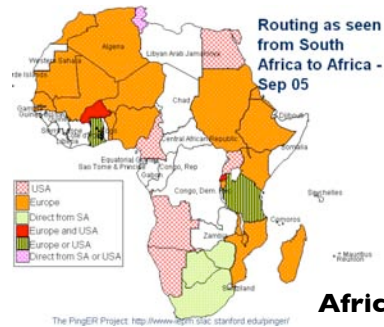 Routing as seen
from South
Africa to Africa -
Sep 05
Algeria
Libyan Arab Jamahiriya
Western Sahara
Chad
Djibouti
Central African Republic
Somalia
Equatorial Guinea
Sao Tome & Principe
Congo, Rep
Gabon
Congo, Dem. Rep
Seychelles
Comoros
Zambia
Mauritius
Reunion
Swaziland
USA
Europe
Direct from SA
Europe and USA
Europe or USA
Direct from SA or USA
Afric
The PingER Project: http://www-iepm.slac.stanford.edu/pinger/